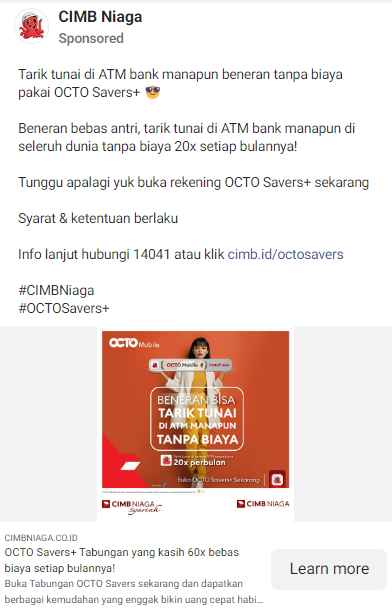 CIMB Niaga
Sponsored
Tarik tunai di ATM bank manapun beneran tanpa biaya
pakai OCTO Savers+ 😎
Beneran bebas antri, tarik tunai di ATM bank manapun di
seleruh dunia tanpa biaya 20x setiap bulannya!
Tunggu apalagi yuk buka rekening OCTO Savers+ sekarang
Syarat & ketentuan berlaku
Info lanjut hubungi 14041 atau klik cimb.id/octosavers
#CIMBNiaga
#OCTOSavers+
OCTO Mobile
OCTO Mobile
BENERAN BISA
TARIK TUNAI
DI ATM MANAPUN
TANPA BIAYA
20x perbulan
Buka OCTO Savers+ Sekarang
CIMB NIAGA Syariah
CIMB NIAGA
CIMBNIAGA.CO.ID
OCTO Savers+ Tabungan yang kasih 60x bebas
biaya setiap bulannya!
Buka Tabungan OCTO Savers sekarang dan dapatkan
berbagai kemudahan yang enggak bikin uang cepat habi...
Learn more